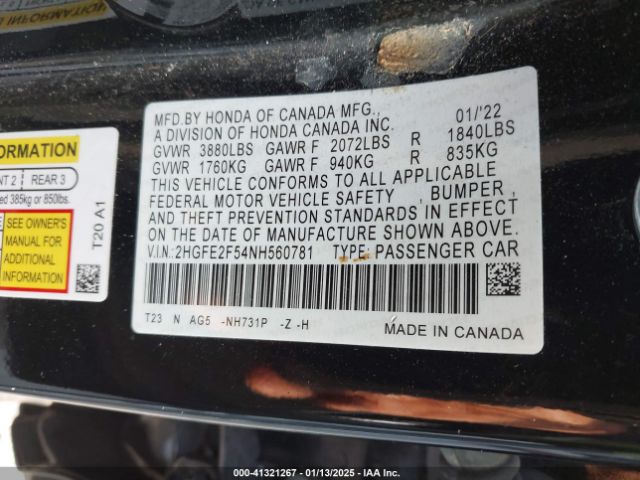 MFD.BY HONDA OF CANADA MFG., 01/'22
A DIVISION OF HONDA CANADA INC.
GVWR 3880LBS GAWR F 2072LBS R 1840LBS
GVWR 1760KG GAWR F 940KG R 835KG
THIS VEHICLE CONFORMS TO ALL APPLICABLE
FEDERAL MOTOR VEHICLE SAFETY , BUMPER,
AND THEFT PREVENTION STANDARDS IN EFFECT
ON THE DATE OF MANUFACTURE SHOWN ABOVE.
V.I.N.:2HGFE2F54NH560781 TYPE: PASSENGER CAR
T23 N AG5 -NH731P -Z -H
MADE IN CANADA
REAR 3
385kg or 850lbs.
SEE OWNER'S
MANUAL FOR
ADDITIONAL
INFORMATION
T20 A1
000-41321267 - 01/13/2025 - IAA Inc.